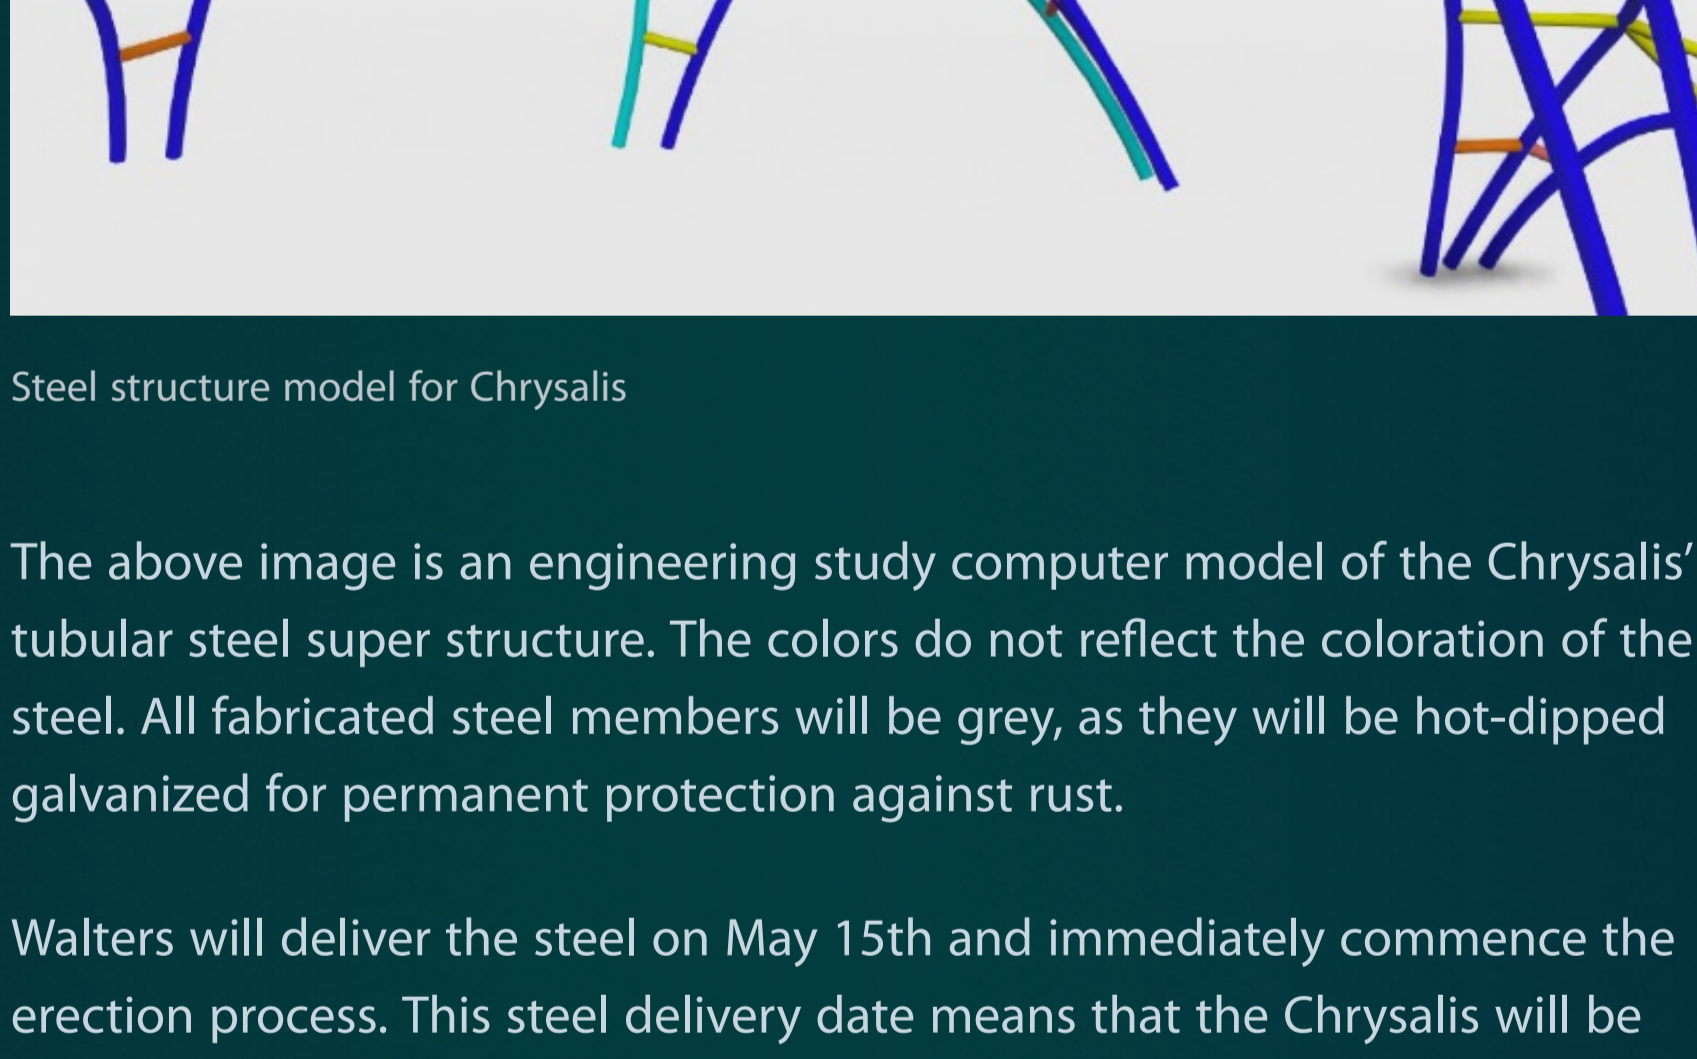 Steel structure model for Chrysalis
The above image is an engineering study computer model of the Chrysalis’
tubular steel super structure. The colors do not reflect the coloration of the
steel. All fabricated steel members will be grey, as they will be hot-dipped
galvanized for permanent protection against rust.
Walters will deliver the steel on May 15th and immediately commence the
erection process. This steel delivery date means that the Chrysalis will be